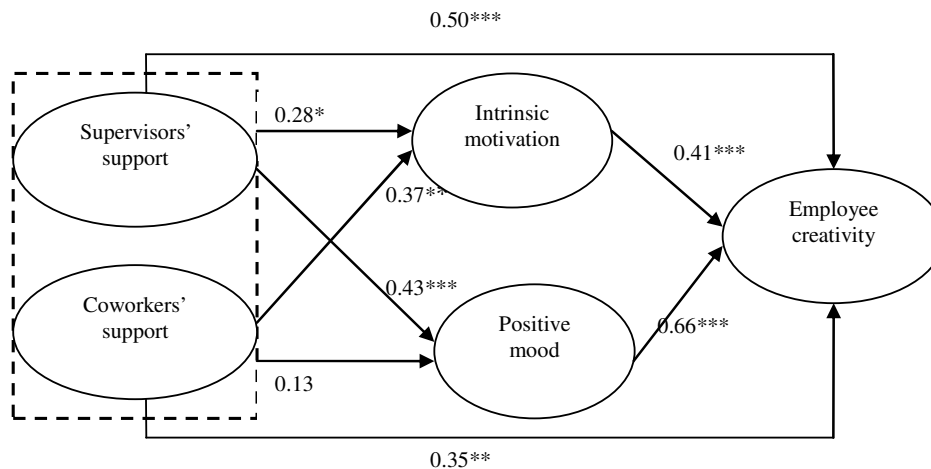 0.50***
Supervisors’
support
0.28*
Intrinsic
motivation
0.41***
0.37**
Employee
creativity
Coworkers’
support
0.43***
Positive
mood
0.66***
0.13
0.35**